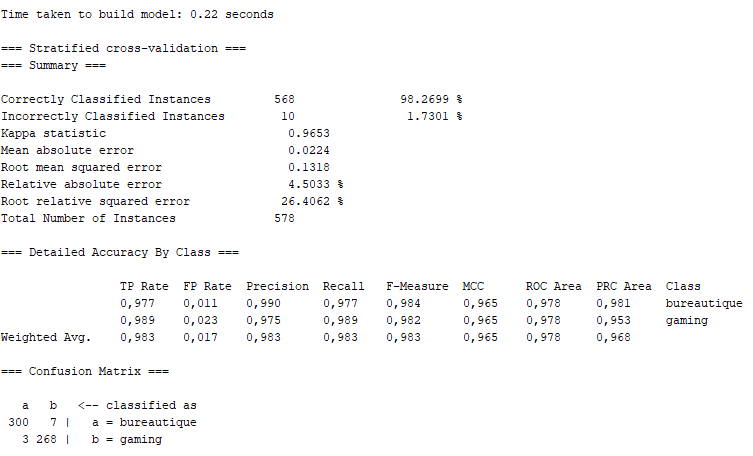 Time taken to build model: 0.22 seconds
=== Stratified cross-validation ===
=== Summary ===
Correctly Classified Instances 568 98.2699 %
Incorrectly Classified Instances 10 1.7301 %
Kappa statistic 0.9653
Mean absolute error 0.0224
Root mean squared error 0.1318
Relative absolute error 4.5033 %
Root relative squared error 26.4062 %
Total Number of Instances 578
=== Detailed Accuracy By Class ===
TP Rate FP Rate Precision Recall F-Measure MCC ROC Area PRC Area Class
0,977 0,011 0,990 0,977 0,984 0,965 0,978 0,981 bureautique
0,989 0,023 0,975 0,989 0,982 0,965 0,978 0,953 gaming
Weighted Avg. 0,983 0,017 0,983 0,983 0,983 0,965 0,978 0,968
=== Confusion Matrix ===
a b <-- classified as
300 7 | a = bureautique
3 268 | b = gaming